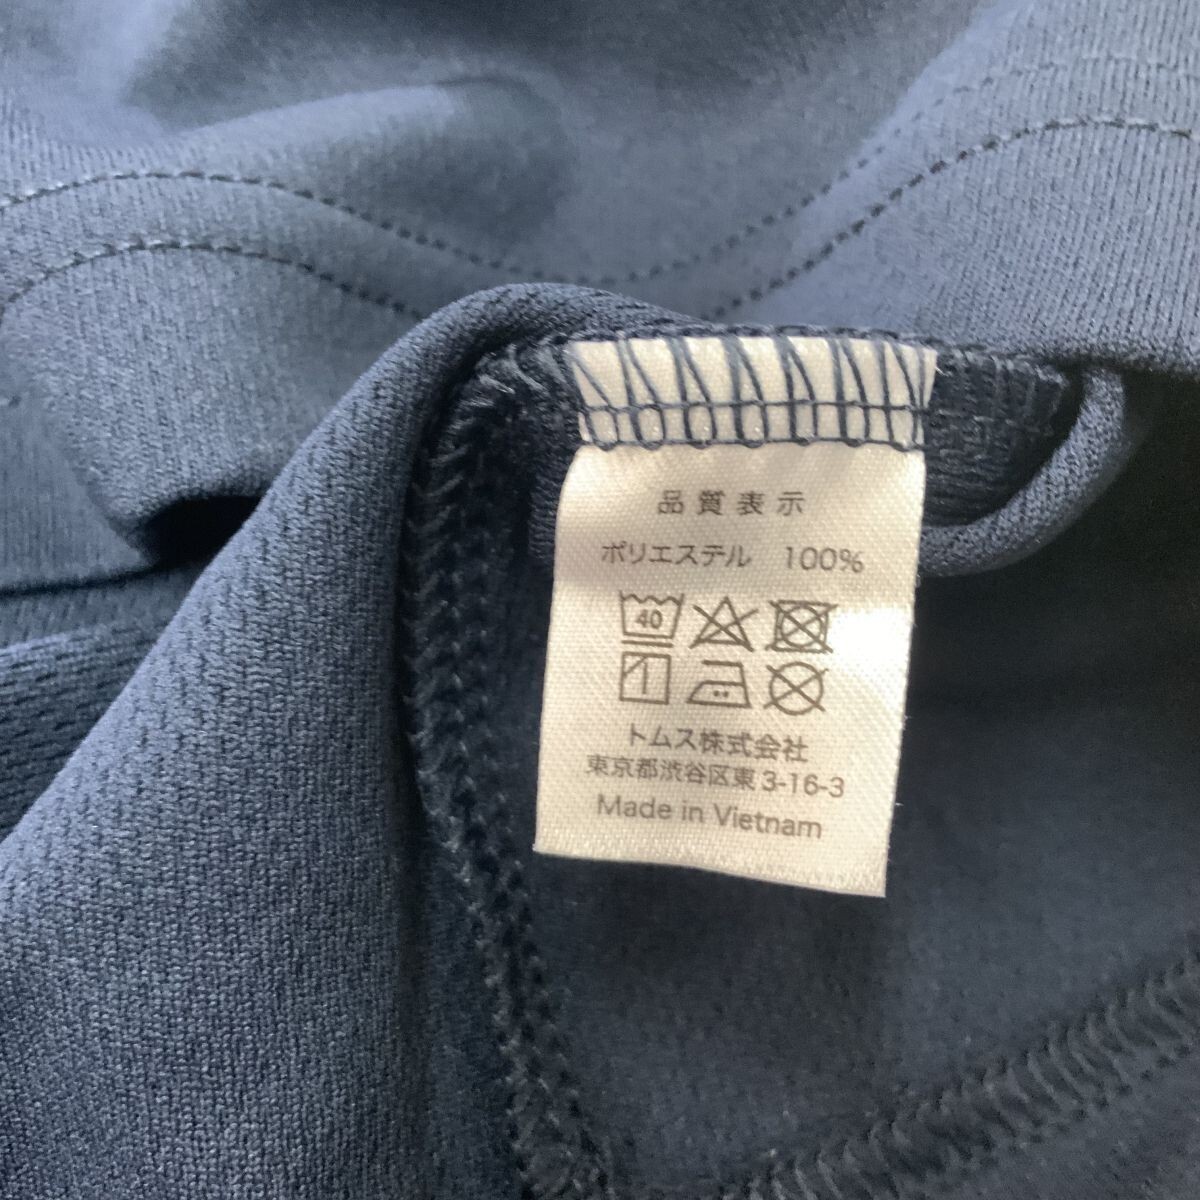 品質表示
ポリエステル 100%
40
トムス株式会社
東京都渋谷区東3-16-3
Made in Vietnam